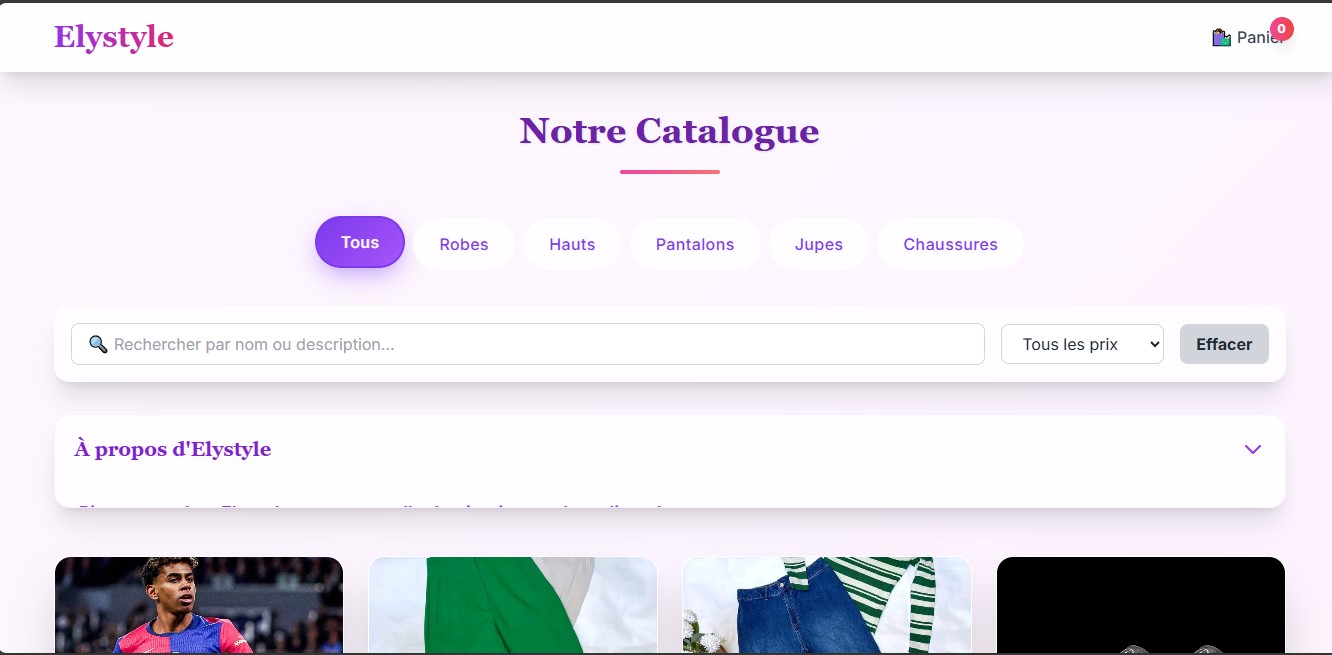 Elystyle
Panier
0
Notre Catalogue
Tous
Robes
Hauts
Pantalons
Jupes
Chaussures
Rechercher par nom ou description...
Tous les prix
Effacer
À propos d'Elystyle